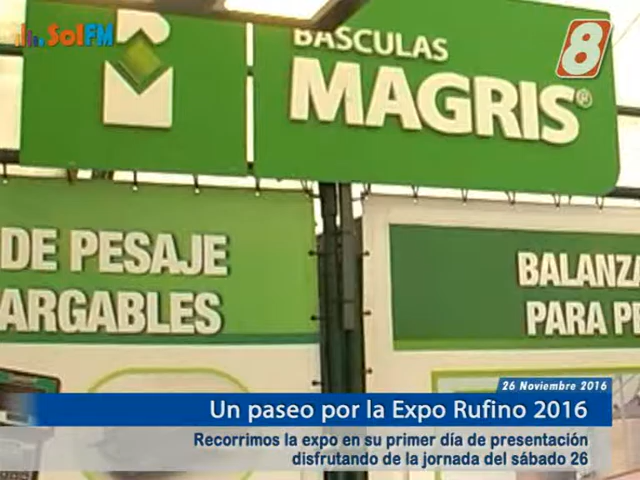 SolFM
8
BASCULAS
MAGRIS®
DE PESAJE
ARGABLES
BALANZA
PARA
26 Noviembre 2016
Un paseo por la Expo Rufino 2016
Recorrimos la expo en su primer día de presentación
disfrutando de la jornada del sábado 26